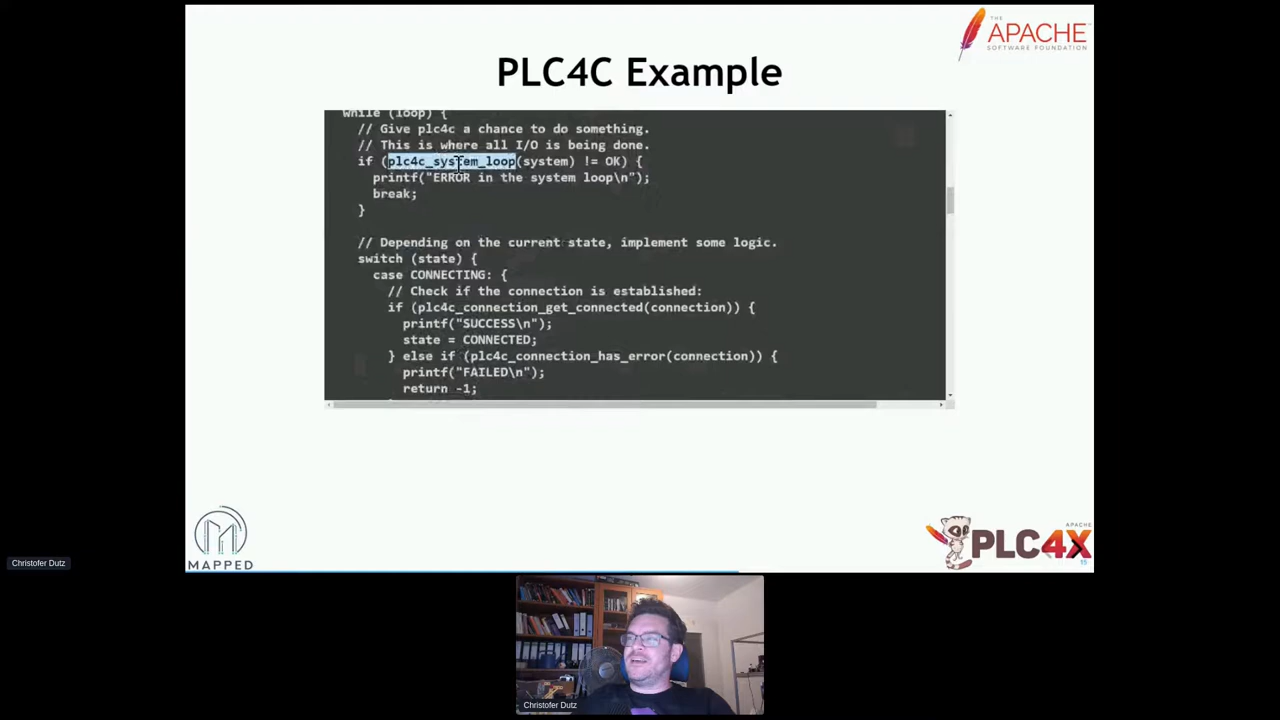 THE
APACHE
SOFTWARE FOUNDATION
PLC4C Example
while (loop) {
// Give plc4c a chance to do something.
// This is where all I/O is being done.
if (plc4c_system_loop(system) != OK) {
printf("ERROR in the system loop\n");
break;
}
// Depending on the current state, implement some logic.
switch (state) {
case CONNECTING: {
// Check if the connection is established:
if (plc4c_connection_get_connected(connection)) {
printf("SUCCESS\n");
state = CONNECTED;
} else if (plc4c_connection_has_error(connection)) {
printf("FAILED\n");
return -1;
MAPPED
APACHE
PLC4X
15
Christofer Dutz
Christofer Dutz